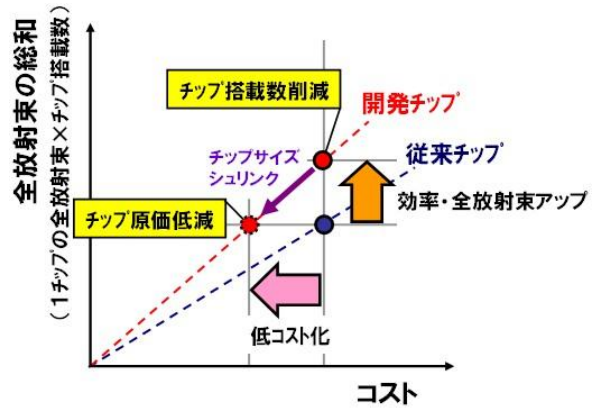 全放射束の総和
(1チップの全放射束×チップ搭載数)
チップ搭載数削減
開発チップ
従来チップ
チップサイズ
シュリンク
効率・全放射束アップ
チップ原価低減
低コスト化
コスト